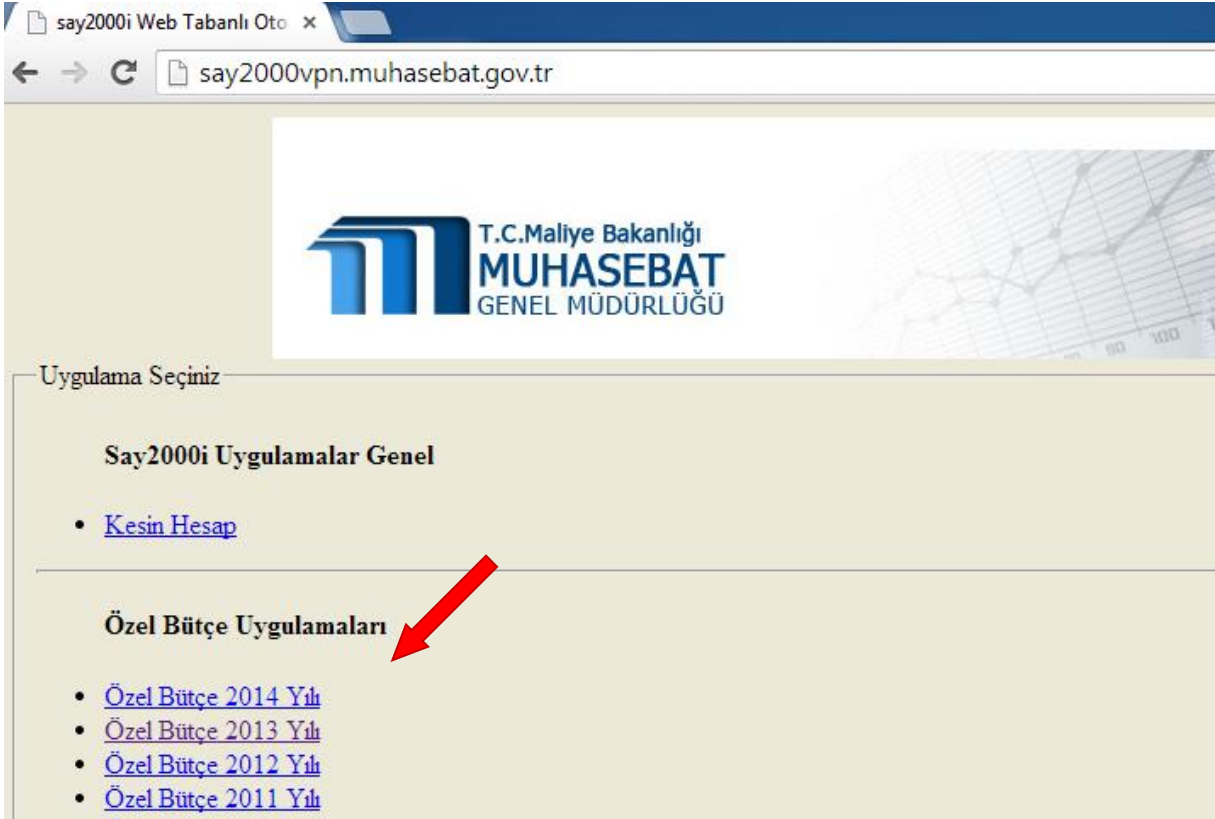 say2000i Web Tabanlı Oto
say2000vpn.muhasebat.gov.tr
T.C.Maliye Bakanlığı
MUHASEBAT
GENEL MÜDÜRLÜĞÜ
90 100
Uygulama Seçiniz
Say2000i Uygulamalar Genel
Kesin Hesap
Özel Bütçe Uygulamaları
Özel Bütçe 2014 Yılı
Özel Bütçe 2013 Yılı
Özel Bütçe 2012 Yılı
Özel Bütçe 2011 Yılı